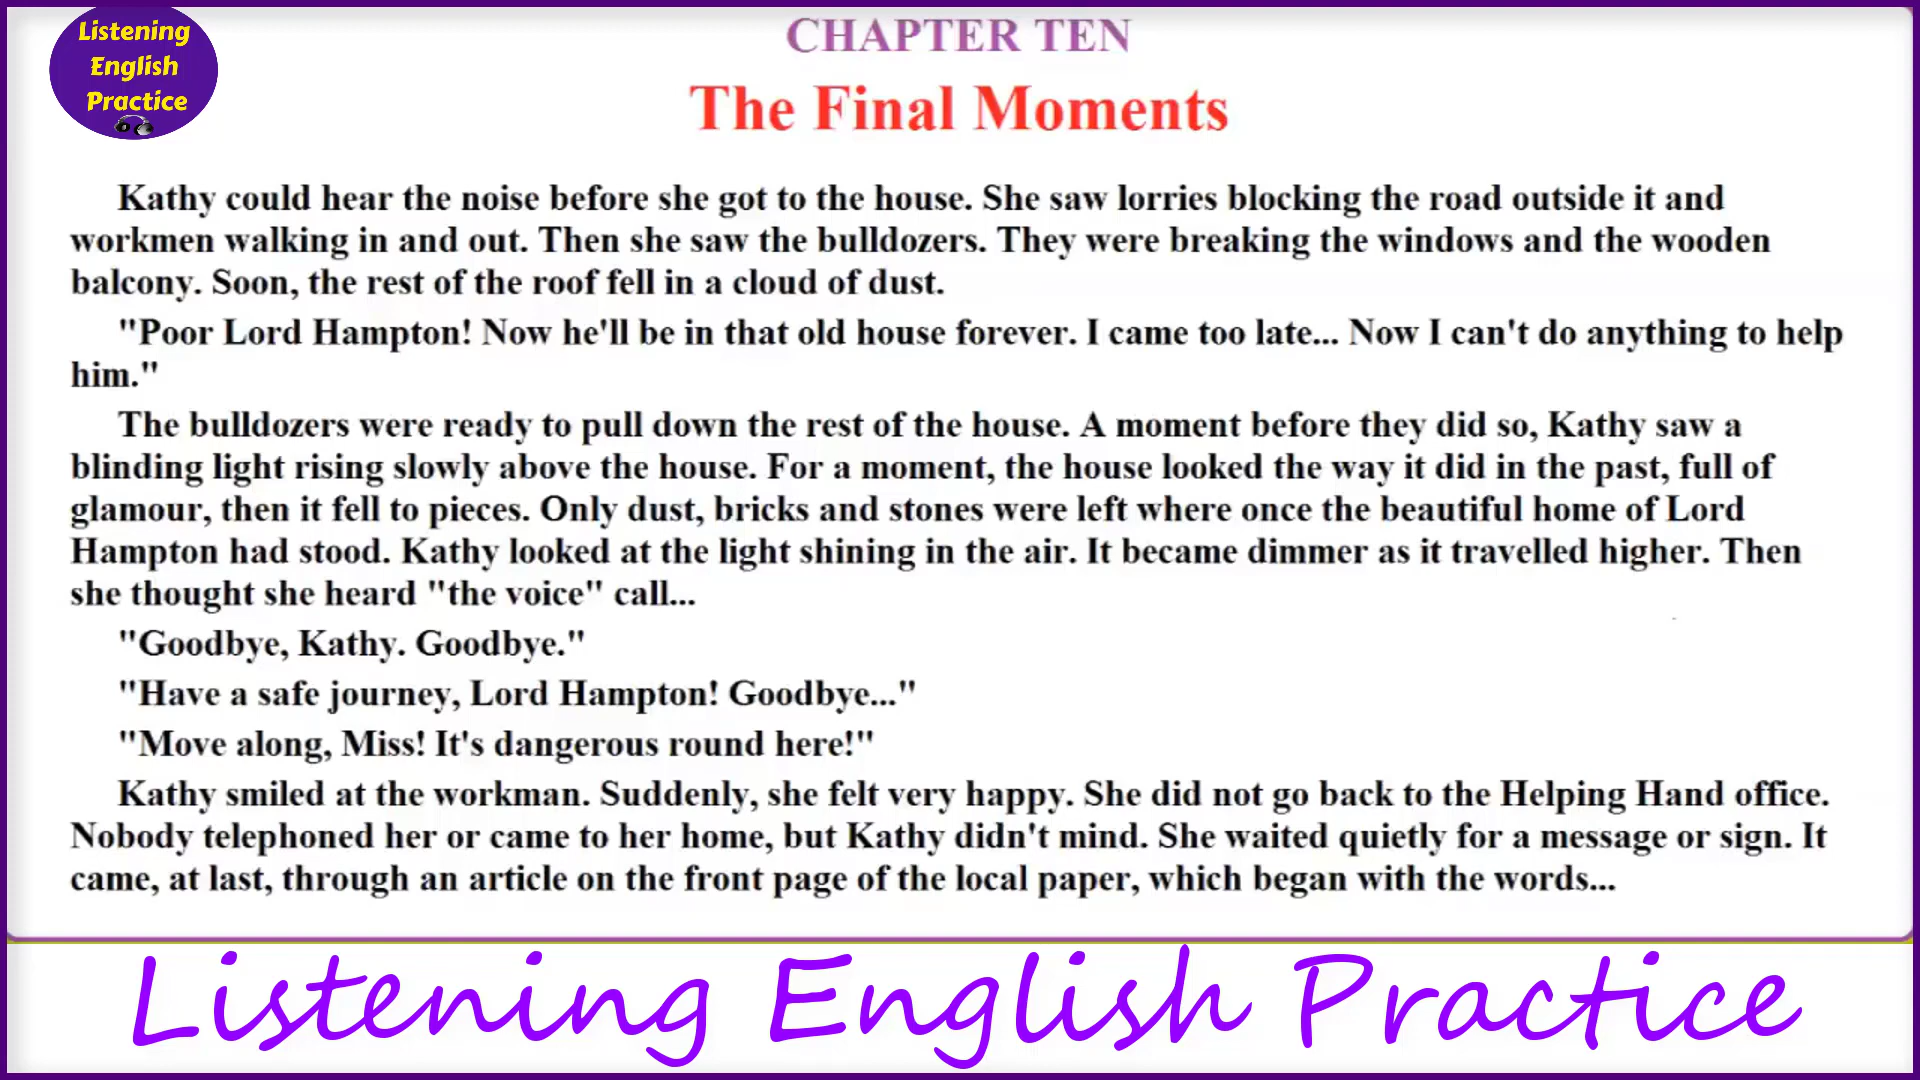 Listening
English
Practice
CHAPTER TEN
The Final Moments
Kathy could hear the noise before she got to the house. She saw lorries blocking the road outside it and
workmen walking in and out. Then she saw the bulldozers. They were breaking the windows and the wooden
balcony. Soon, the rest of the roof fell in a cloud of dust.
"Poor Lord Hampton! Now he'll be in that old house forever. I came too late... Now I can't do anything to help
him."
The bulldozers were ready to pull down the rest of the house. A moment before they did so, Kathy saw a
blinding light rising slowly above the house. For a moment, the house looked the way it did in the past, full of
glamour, then it fell to pieces. Only dust, bricks and stones were left where once the beautiful home of Lord
Hampton had stood. Kathy looked at the light shining in the air. It became dimmer as it travelled higher. Then
she thought she heard "the voice" call...
"Goodbye, Kathy. Goodbye."
"Have a safe journey, Lord Hampton! Goodbye..."
"Move along, Miss! It's dangerous round here!"
Kathy smiled at the workman. Suddenly, she felt very happy. She did not go back to the Helping Hand office.
Nobody telephoned her or came to her home, but Kathy didn't mind. She waited quietly for a message or sign. It
came, at last, through an article on the front page of the local paper, which began with the words...
Listening English Practice